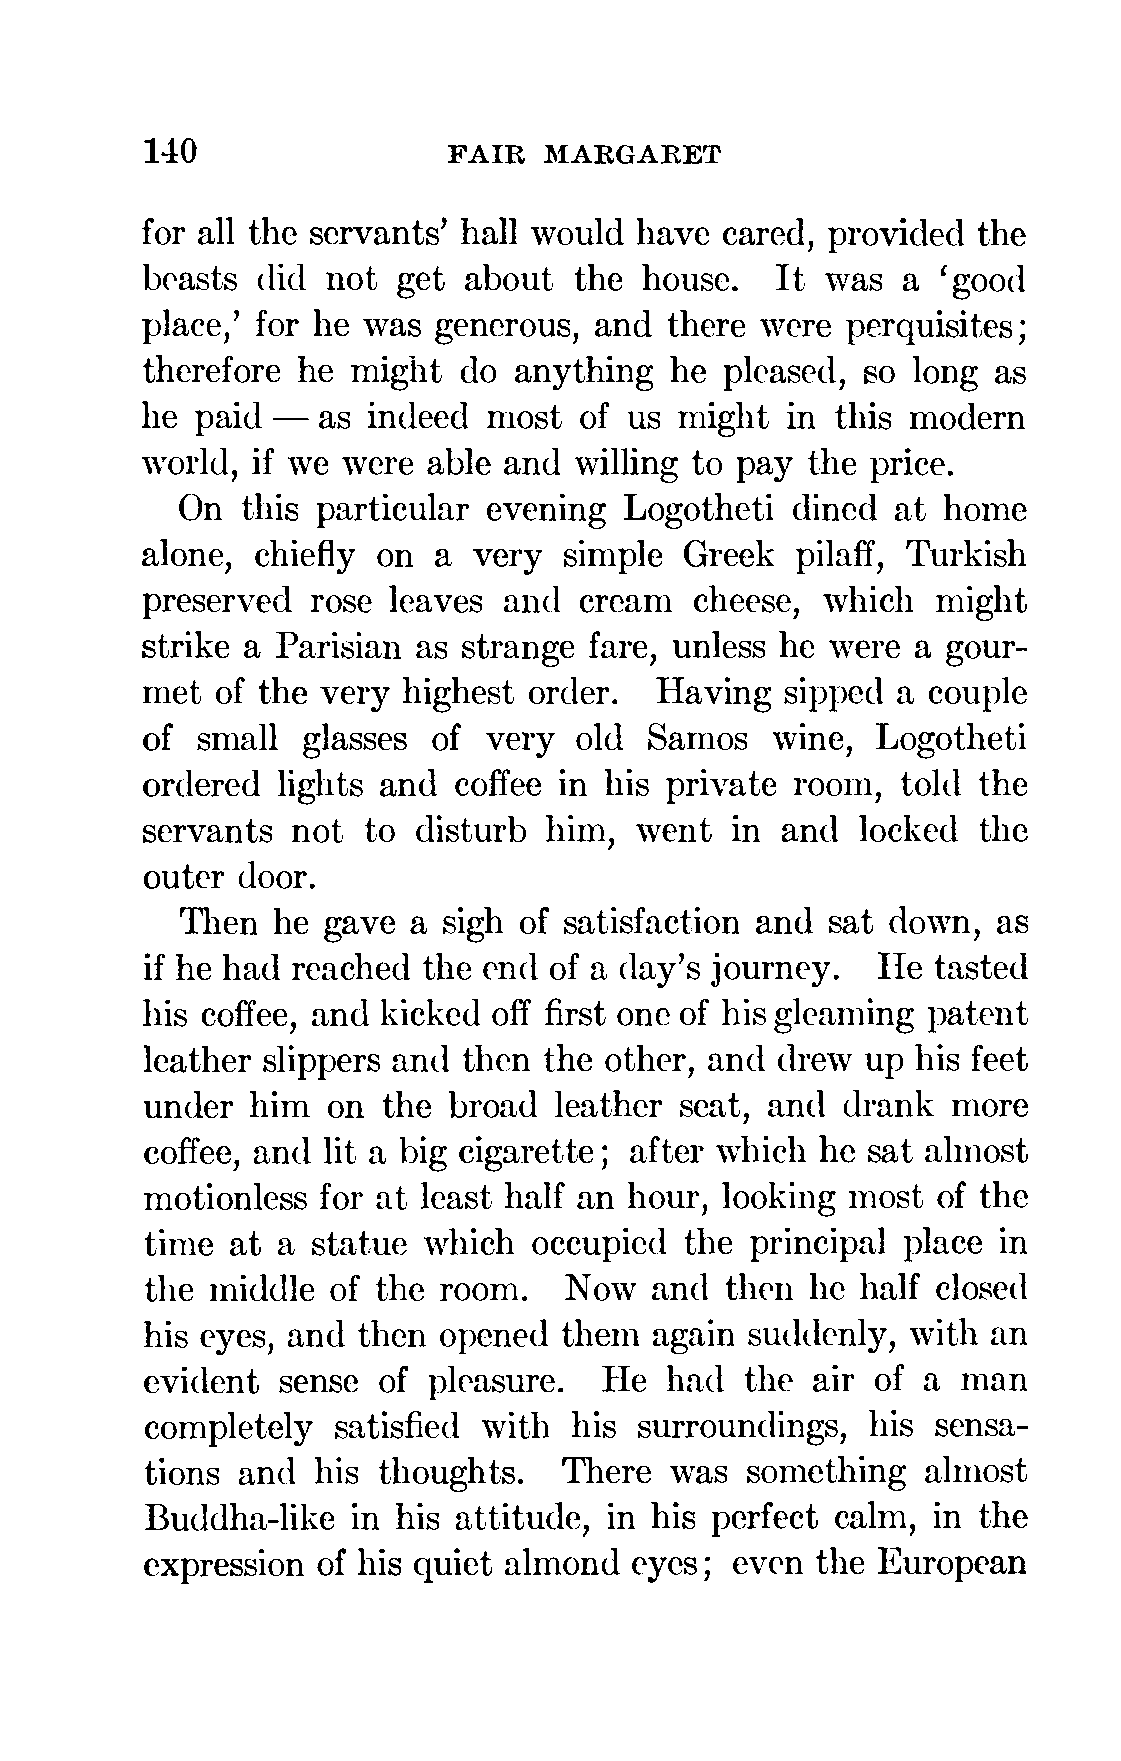 140 FAIR MARGARET
for all the servants' hall would have cared, provided the
beasts did not get about the house. It was a 'good
place,' for he was generous, and there were perquisites;
therefore he might do anything he pleased, so long as
he paid — as indeed most of us might in this modern
world, if we were able and willing to pay the price.
On this particular evening Logotheti dined at home
alone, chiefly on a very simple Greek pilaff, Turkish
preserved rose leaves and cream cheese, which might
strike a Parisian as strange fare, unless he were a gour-
met of the very highest order. Having sipped a couple
of small glasses of very old Samos wine, Logotheti
ordered lights and coffee in his private room, told the
servants not to disturb him, went in and locked the
outer door.
Then he gave a sigh of satisfaction and sat down, as
if he had reached the end of a day's journey. He tasted
his coffee, and kicked off first one of his gleaming patent
leather slippers and then the other, and drew up his feet
under him on the broad leather seat, and drank more
coffee, and lit a big cigarette; after which he sat almost
motionless for at least half an hour, looking most of the
time at a statue which occupied the principal place in
the middle of the room. Now and then he half closed
his eyes, and then opened them again suddenly, with an
evident sense of pleasure. He had the air of a man
completely satisfied with his surroundings, his sensa-
tions and his thoughts. There was something almost
Buddha-like in his attitude, in his perfect calm, in the
expression of his quiet almond eyes; even the European